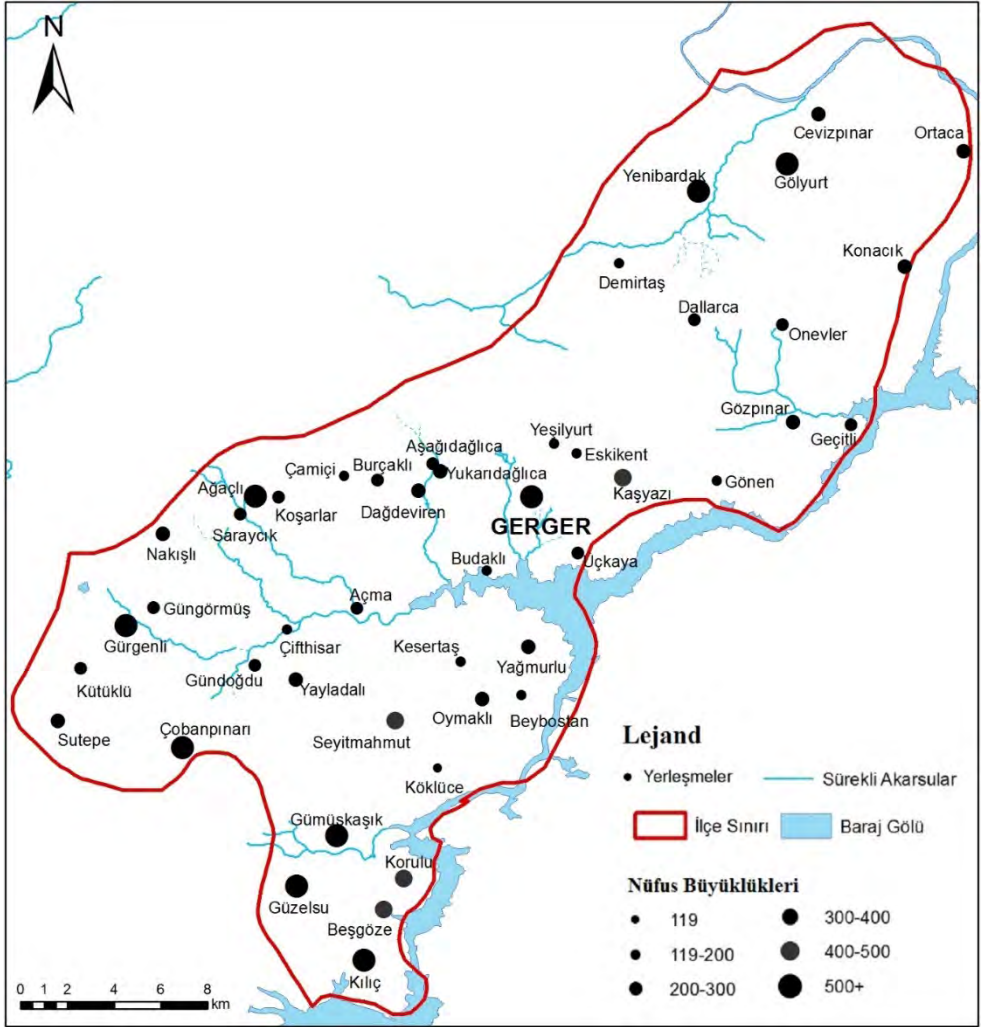 N
Cevizpınar
Ortaca
Yenibardak
Gölyurt
Konacık
Demirtaş
Dallarca
Onevler
Gözpınar
Geçitli
Yeşilyurt
Aşağıdağlıca
Eskikent
Çamiçi
Burçaklı
Yukarıdağlıca
Kaşyazı
Gönen
Ağaçlı
Koşarlar
Dağdeviren
Saraycık
GERGER
Nakışlı
Budaklı
Üçkaya
Açma
Güngörmüş
Gürgenli
Çifthisar
Kesertaş
Yağmurlu
Kütüklü
Gündoğdu
Yayladalı
Oymaklı
Beybostan
Sutepe
Çobanpınarı
Seyitmahmut
Köklüce
Gümüşkaşık
Korulu
Güzelsu
Beşgöze
Kılıç
Lejand
Yerleşmeler
Sürekli Akarsular
İlçe Sınırı
Baraj Gölü
Nüfus Büyüklükleri
119
300-400
119-200
400-500
200-300
500+
0 1 2 4 6 8
km